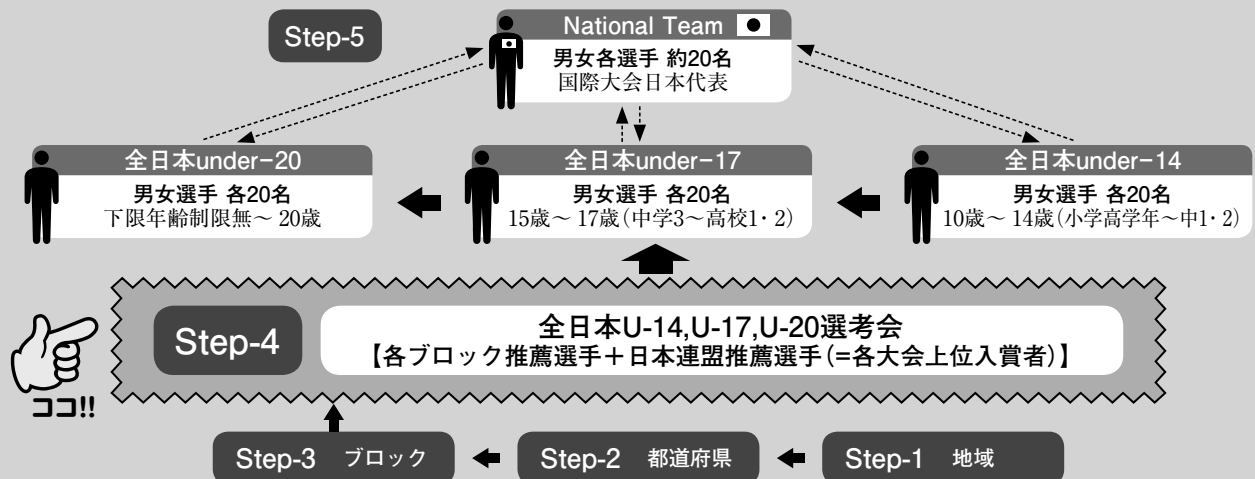 Step-5
National Team
男女各選手 約20名
国際大会日本代表
全日本under-20
男女選手 各20名
下限年齢制限無～20歳
全日本under-17
男女選手 各20名
15歳～17歳(中学3～高校1・2)
全日本under-14
男女選手 各20名
10歳～14歳(小学高学年～中1・2)
ココ!!
Step-4
全日本U-14,U-17,U-20選考会
【各ブロック推薦選手＋日本連盟推薦選手(=各大会上位入賞者)】
Step-3 ブロック
Step-2 都道府県
Step-1 地域